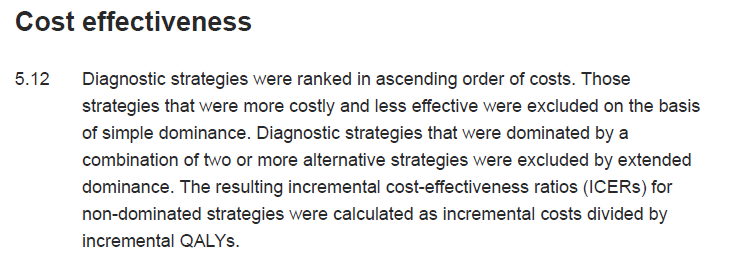 Cost effectiveness
5.12 Diagnostic strategies were ranked in ascending order of costs. Those
strategies that were more costly and less effective were excluded on the basis
of simple dominance. Diagnostic strategies that were dominated by a
combination of two or more alternative strategies were excluded by extended
dominance. The resulting incremental cost-effectiveness ratios (ICERs) for
non-dominated strategies were calculated as incremental costs divided by
incremental QALYs.